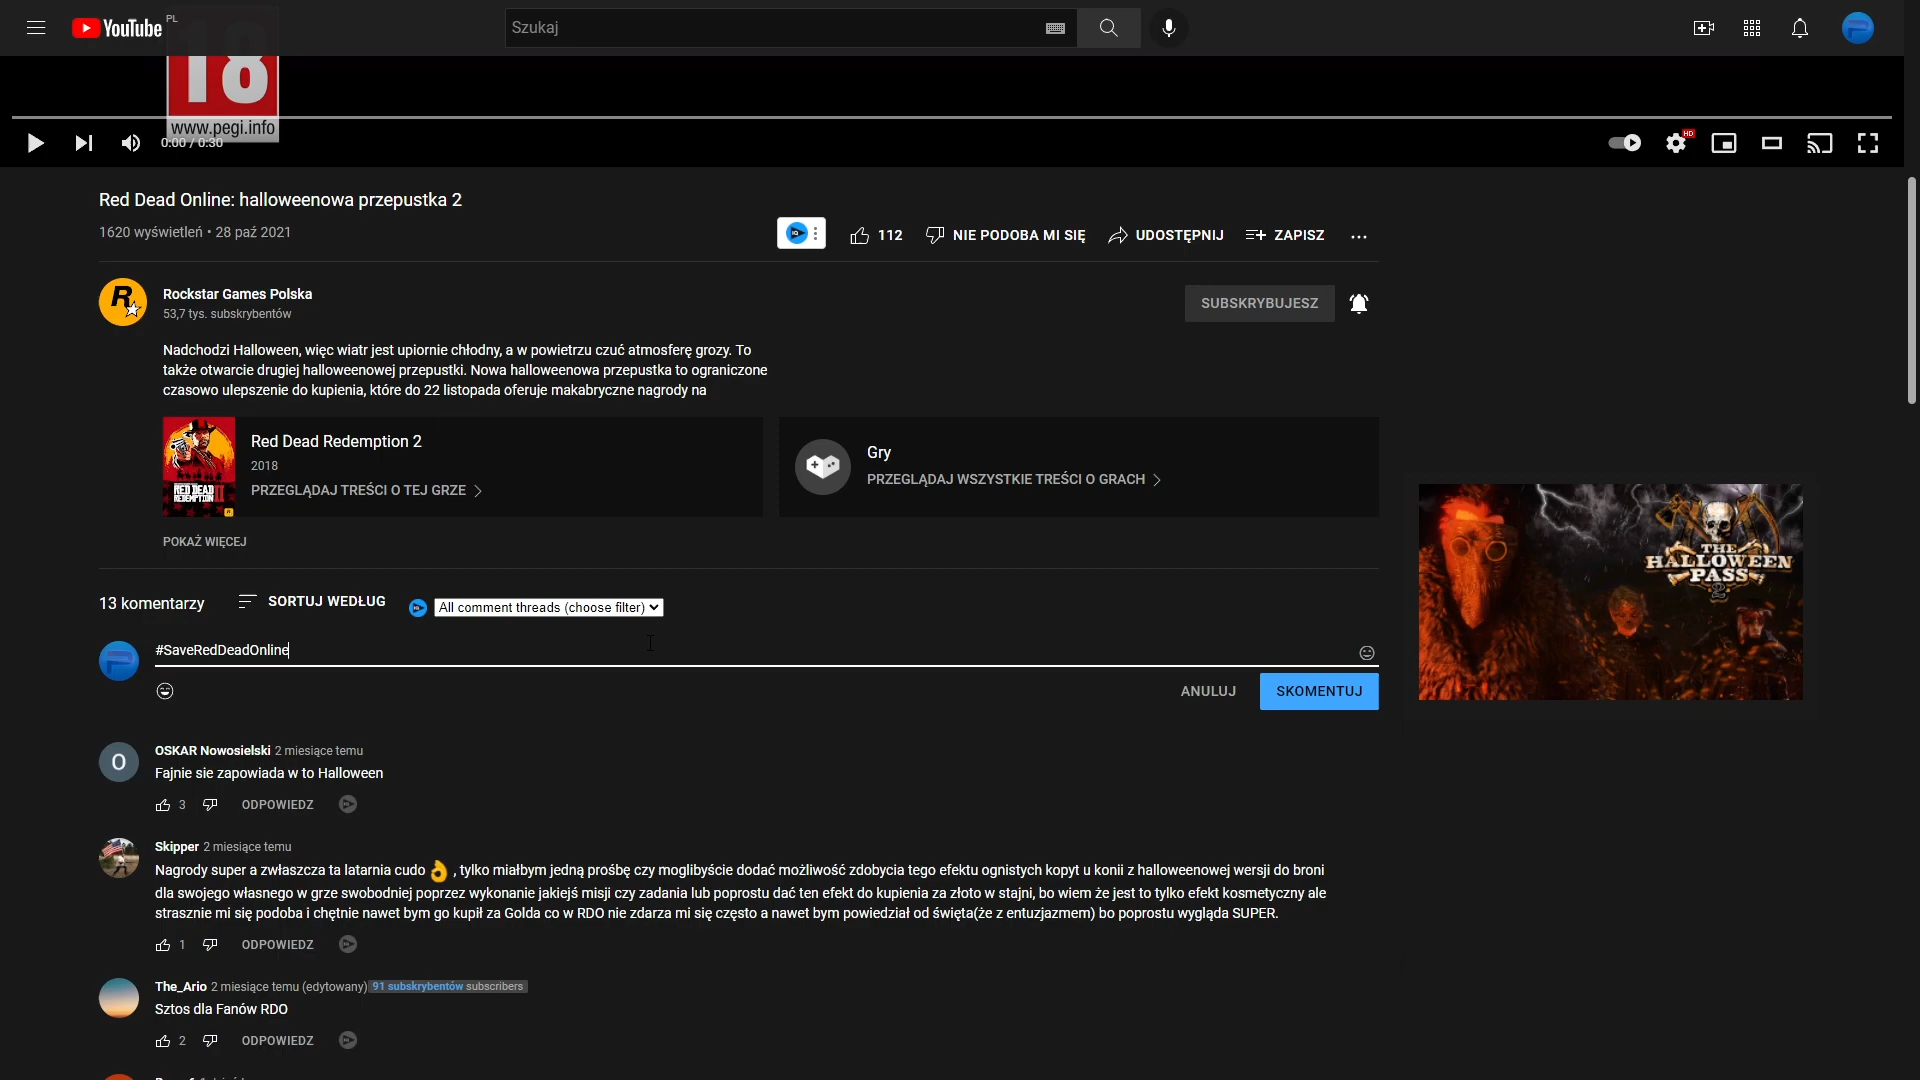 YouTube PL
Szukaj
18
www.pegi.info
0:00 / 0:30
HD
Red Dead Online: halloweenowa przepustka 2
1620 wyświetleń • 28 paź 2021
112
NIE PODOBA MI SIĘ
UDOSTĘPNIJ
ZAPISZ
Rockstar Games Polska
53,7 tys. subskrybentów
SUBSKRYBUJESZ
Nadchodzi Halloween, więc wiatr jest upiornie chłodny, a w powietrzu czuć atmosferę grozy. To
także otwarcie drugiej halloweenowej przepustki. Nowa halloweenowa przepustka to ograniczone
czasowo ulepszenie do kupienia, które do 22 listopada oferuje makabryczne nagrody na
RED DEAD
REDEMPTION II
Red Dead Redemption 2
2018
PRZEGLĄDAJ TREŚCI O TEJ GRZE
Gry
PRZEGLĄDAJ WSZYSTKIE TREŚCI O GRACH
POKAŻ WIĘCEJ
THE
HALLOWEEN
PASS
2
13 komentarzy
SORTUJ WEDŁUG
All comment threads (choose filter)
#SaveRedDeadOnline
ANULUJ
SKOMENTUJ
O
OSKAR Nowosielski 2 miesiące temu
Fajnie sie zapowiada w to Halloween
3
ODPOWIEDZ
Skipper 2 miesiące temu
Nagrody super a zwłaszcza ta latarnia cudo 👌 , tylko miałbym jedną prośbę czy moglibyście dodać możliwość zdobycia tego efektu ognistych kopyt u konii z halloweenowej wersji do broni
dla swojego własnego w grze swobodniej poprzez wykonanie jakiejś misji czy zadania lub poprostu dać ten efekt do kupienia za złoto w stajni, bo wiem że jest to tylko efekt kosmetyczny ale
strasznie mi się podoba i chętnie nawet bym go kupił za Golda co w RDO nie zdarza mi się często a nawet bym powiedział od święta(że z entuzjazmem) bo poprostu wygląda SUPER.
1
ODPOWIEDZ
The_Ario 2 miesiące temu (edytowany) 91 subskrybentów subscribers
Sztos dla Fanów RDO
2
ODPOWIEDZ